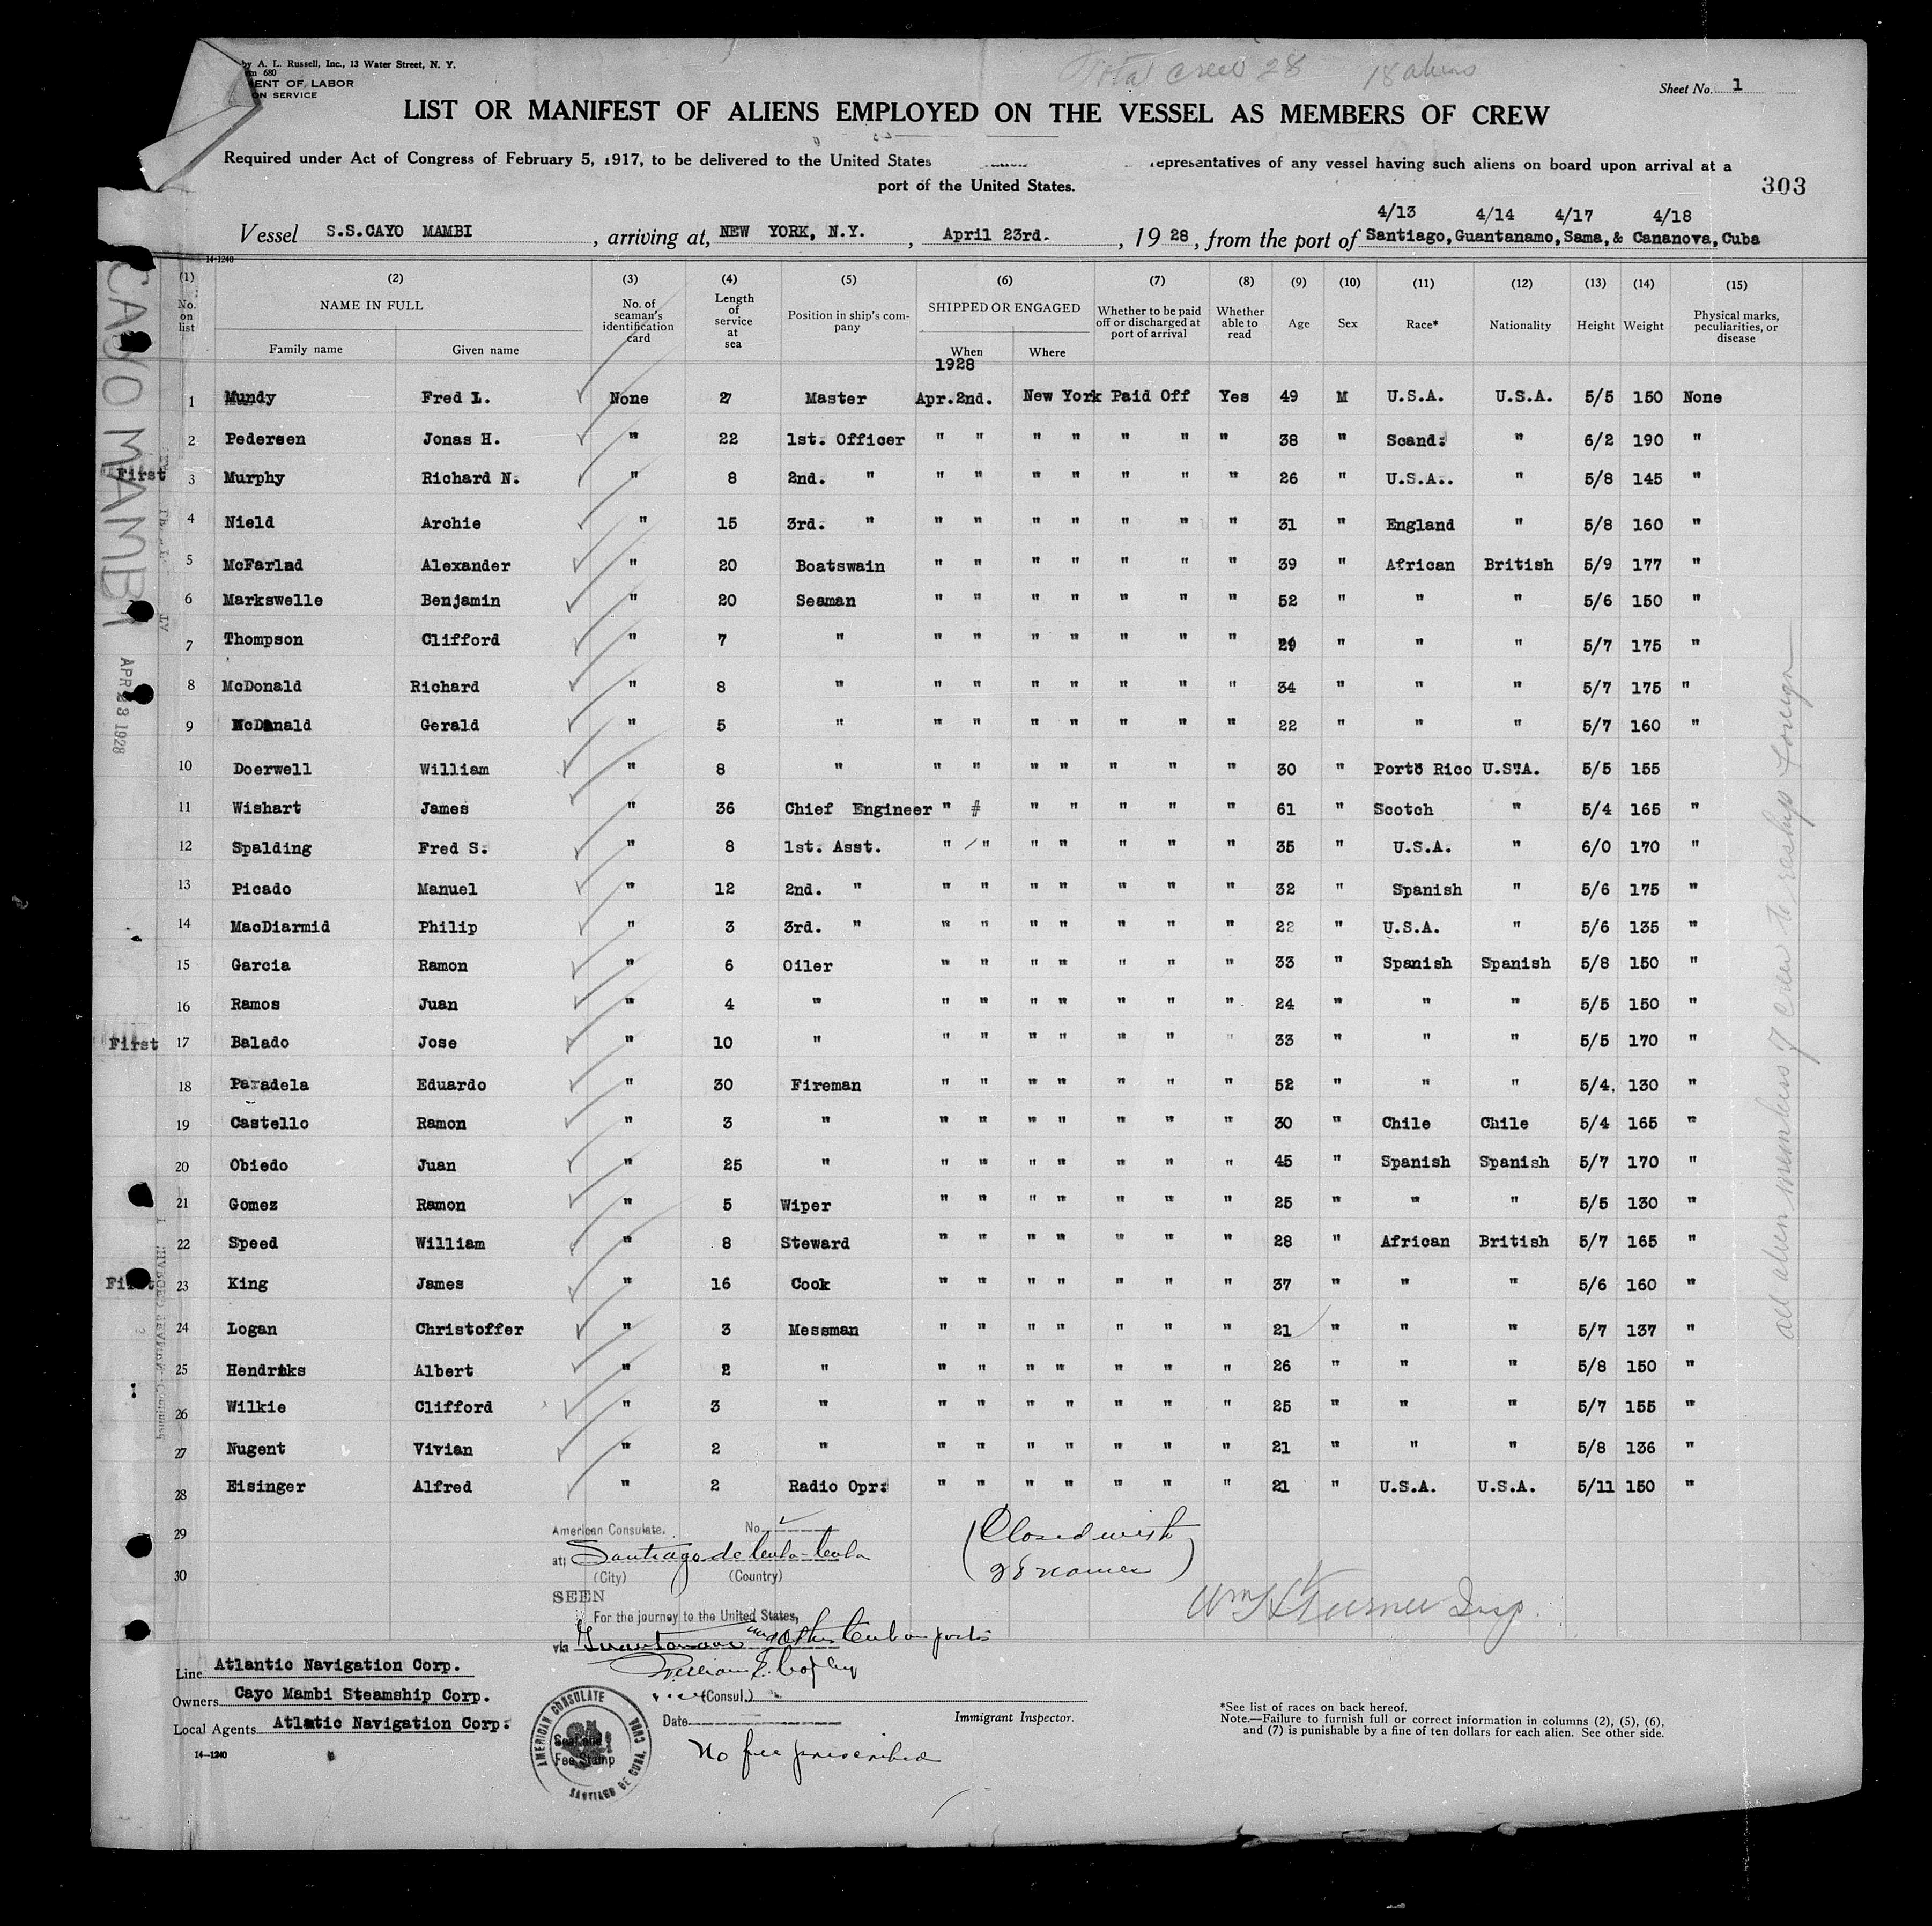 Total crew 28 18 aliens
by A. L. Russell, Inc., 13 Water Street, N. Y.
680
ENT OF LABOR
ON SERVICE
Sheet No. 1
LIST OR MANIFEST OF ALIENS EMPLOYED ON THE VESSEL AS MEMBERS OF CREW
Required under Act of Congress of February 5, 1917, to be delivered to the United States representatives of any vessel having such aliens on board upon arrival at a
port of the United States.
303
4/13 4/14 4/17 4/18
Vessel S.S.CAYO MAMBI , arriving at, NEW YORK, N.Y. , April 23rd. , 19 28 , from the port of Santiago, Guantanamo, Sama, & Cananova, Cuba
14-1240
(1) (2) (3) (4) (5) (6) (7) (8) (9) (10) (11) (12) (13) (14) (15)
No. on list NAME IN FULL Family name Given name No. of seaman's identification card Length of service at sea Position in ship's com-pany SHIPPED OR ENGAGED When Where Whether to be paid off or discharged at port of arrival Whether able to read Age Sex Race* Nationality Height Weight Physical marks, peculiarities, or disease
1928
1 Mundy Fred L. None 27 Master Apr.2nd. New York Paid Off Yes 49 M U.S.A. U.S.A. 5/5 150 None
2 Pedersen Jonas H. " 22 1st. Officer " " " " " " " 38 " Scand. " 6/2 190 "
First 3 Murphy Richard N. " 8 2nd. " " " " " " " " 26 " U.S.A.. " 5/8 145 "
4 Nield Archie " 15 3rd. " " " " " " " " 31 " England " 5/8 160 "
5 McFarlad Alexander " 20 Boatswain " " " " " " " 39 " African British 5/9 177 "
6 Markswelle Benjamin " 20 Seaman " " " " " " " 52 " " " 5/6 150 "
7 Thompson Clifford " 7 " " " " " " " " 29 " " " 5/7 175 "
8 McDonald Richard " 8 " " " " " " " " 34 " " " 5/7 175 "
9 McDnald Gerald " 5 " " " " " " " " 22 " " " 5/7 160 "
10 Doerwell William " 8 " " " " " " " " 30 " Porto Rico U.S.A. 5/5 155
11 Wishart James " 36 Chief Engineer " # " " " " " 61 " Scotch " 5/4 165 "
12 Spalding Fred S. " 8 1st. Asst. " " " " " " " 35 " U.S.A. " 6/0 170 "
13 Picado Manuel " 12 2nd. " " " " " " " " 32 " Spanish " 5/6 175 "
14 MacDiarmid Philip " 3 3rd. " " " " " " " " 22 " U.S.A. " 5/6 135 "
15 Garcia Ramon " 6 Oiler " " " " " " " 33 " Spanish Spanish 5/8 150 "
16 Ramos Juan " 4 " " " " " " " " 24 " " " 5/5 150 "
First 17 Balado Jose " 10 " " " " " " " " 33 " " " 5/5 170 "
18 Paradela Eduardo " 30 Fireman " " " " " " " 52 " " " 5/4. 130 "
19 Castello Ramon " 3 " " " " " " " " 30 " Chile Chile 5/4 165 "
20 Obiedo Juan " 25 " " " " " " " " 45 " Spanish Spanish 5/7 170 "
21 Gomez Ramon " 5 Wiper " " " " " " " 25 " " " 5/5 130 "
22 Speed William " 8 Steward " " " " " " " 28 " African British 5/7 165 "
First 23 King James " 16 Cook " " " " " " " 37 " " " 5/6 160 "
24 Logan Christoffer " 3 Messman " " " " " " " 21 " " " 5/7 137 "
25 Hendriks Albert " 2 " " " " " " " " 26 " " " 5/8 150 "
26 Wilkie Clifford " 3 " " " " " " " " 25 " " " 5/7 155 "
27 Nugent Vivian " 2 " " " " " " " " 21 " " " 5/8 136 "
28 Eisinger Alfred " 2 Radio Opr: " " " " " " " 21 " U.S.A. U.S.A. 5/11 150 "
29
30
CAYO MAMBI
APR 23 1928
all alien members of crew to reship foreign
American Consulate. No.
at; Santiago de Cuba - Cuba
(City) (Country)
SEEN
For the journey to the United States,
via Guantanamo and other Cuban ports
(Closed with
28 names)
Wm Turner Insp.
(Consul.)
Date
No fee prescribed
AMERICAN CONSULATE SANTIAGO DE CUBA, CUBA
Fee Stamp
Line Atlantic Navigation Corp.
Owners Cayo Mambi Steamship Corp.
Local Agents Atlmtic Navigation Corp.
14-1240
Immigrant Inspector.
*See list of races on back hereof.
Note.—Failure to furnish full or correct information in columns (2), (5), (6),
and (7) is punishable by a fine of ten dollars for each alien. See other side.